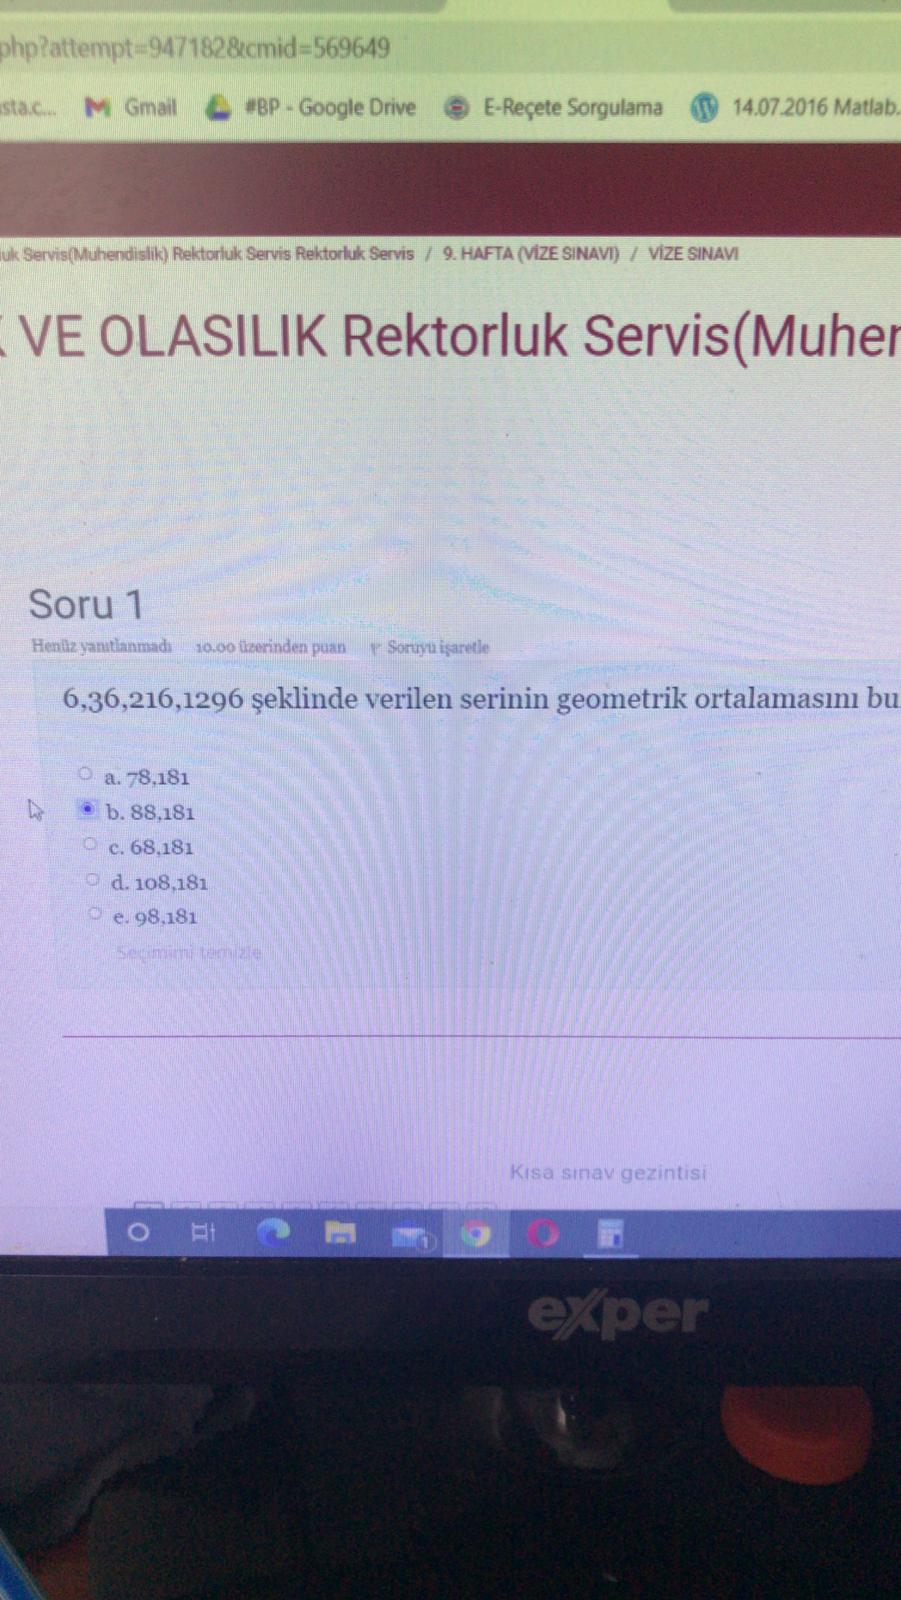 php?attempt=947182&cmid=569649
sta.c... Gmail #BP - Google Drive E-Reçete Sorgulama 14.07.2016 Matlab.
uk Servis(Muhendislik) Rektorluk Servis Rektorluk Servis / 9. HAFTA (VİZE SINAVI) / VİZE SINAVI
VE OLASILIK Rektorluk Servis(Muhen
Soru 1
Henüz yanıtlanmadı 10.00 üzerinden puan Soruyu işaretle
6,36,216,1296 şeklinde verilen serinin geometrik ortalamasını bu
a. 78,181
b. 88,181
c. 68,181
d. 108,181
e. 98,181
Seçimimi temizle
Kısa sınav gezintisi
1
exper